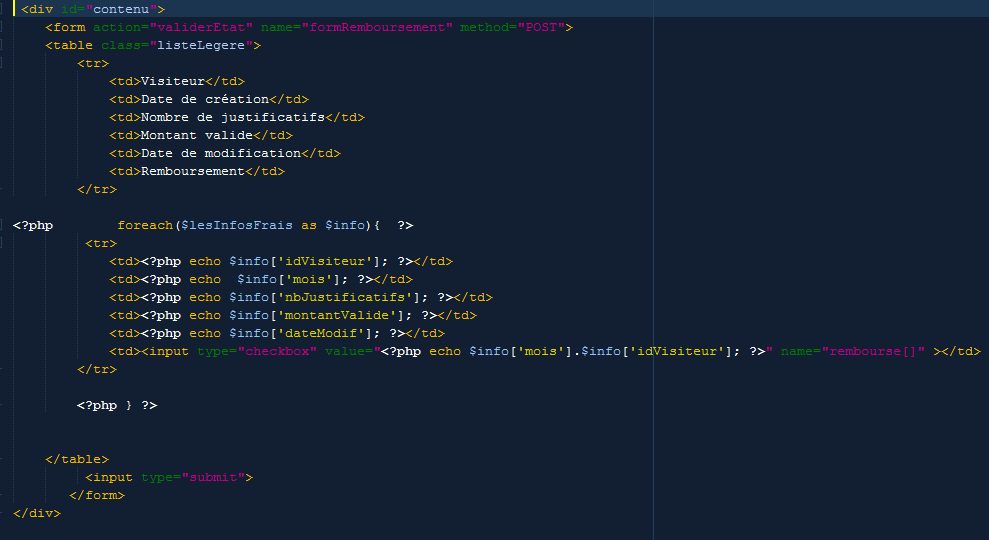 <div id="contenu">
<form action="validerEtat" name="formRemboursement" method="POST">
<table class="listeLegere">
<tr>
<td>Visiteur</td>
<td>Date de création</td>
<td>Nombre de justificatifs</td>
<td>Montant valide</td>
<td>Date de modification</td>
<td>Remboursement</td>
</tr>
<?php foreach($lesInfosFrais as $info){ ?>
<tr>
<td><?php echo $info['idVisiteur']; ?></td>
<td><?php echo $info['mois']; ?></td>
<td><?php echo $info['nbJustificatifs']; ?></td>
<td><?php echo $info['montantValide']; ?></td>
<td><?php echo $info['dateModif']; ?></td>
<td><input type="checkbox" value="<?php echo $info['mois'].$info['idVisiteur']; ?>" name="rembourse[]" ></td>
</tr>
<?php } ?>
</table>
<input type="submit">
</form>
</div>